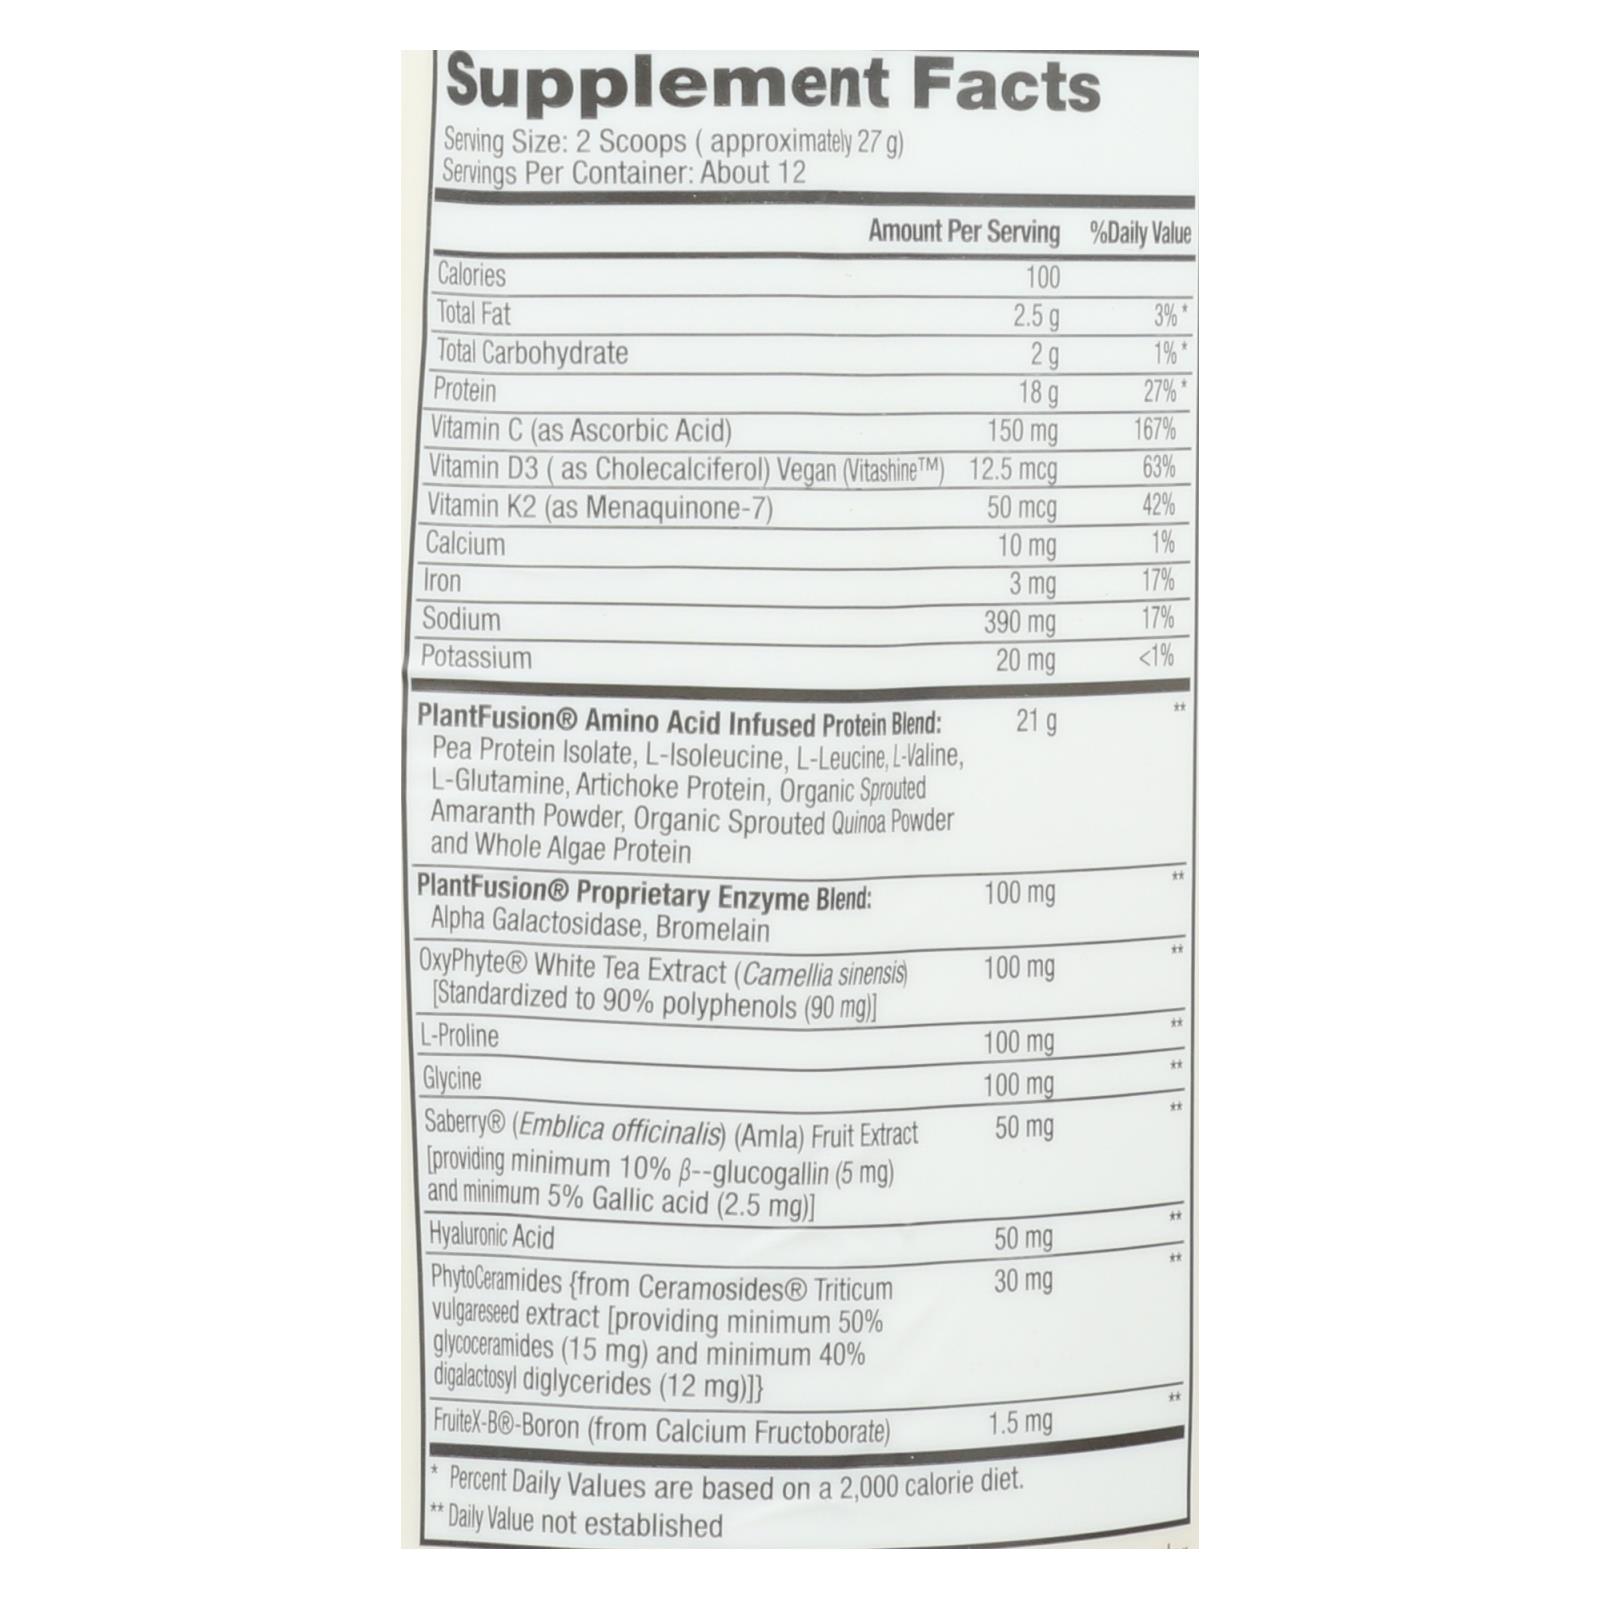 Supplement Facts
Serving Size: 2 Scoops ( approximately 27 g)
Servings Per Container: About 12
Amount Per Serving %Daily Value
Calories 100
Total Fat 2.5 g 3% *
Total Carbohydrate 2 g 1% *
Protein 18 g 27% *
Vitamin C (as Ascorbic Acid) 150 mg 167%
Vitamin D3 ( as Cholecalciferol) Vegan (Vitashine™) 12.5 mcg 63%
Vitamin K2 (as Menaquinone-7) 50 mcg 42%
Calcium 10 mg 1%
Iron 3 mg 17%
Sodium 390 mg 17%
Potassium 20 mg <1%
PlantFusion® Amino Acid Infused Protein Blend: 21 g **
Pea Protein Isolate, L-Isoleucine, L-Leucine, L-Valine,
L-Glutamine, Artichoke Protein, Organic Sprouted
Amaranth Powder, Organic Sprouted Quinoa Powder
and Whole Algae Protein
PlantFusion® Proprietary Enzyme Blend: 100 mg **
Alpha Galactosidase, Bromelain
OxyPhyte® White Tea Extract (Camellia sinensis) 100 mg **
[Standardized to 90% polyphenols (90 mg)]
L-Proline 100 mg **
Glycine 100 mg **
Saberry® (Emblica officinalis) (Amla) Fruit Extract 50 mg **
[providing minimum 10% β--glucogallin (5 mg)
and minimum 5% Gallic acid (2.5 mg)]
Hyaluronic Acid 50 mg **
PhytoCeramides {from Ceramosides® Triticum 30 mg **
vulgareseed extract [providing minimum 50%
glycoceramides (15 mg) and minimum 40%
digalactosyl diglycerides (12 mg)]}
FruiteX-B®-Boron (from Calcium Fructoborate) 1.5 mg **
* Percent Daily Values are based on a 2,000 calorie diet.
** Daily Value not established